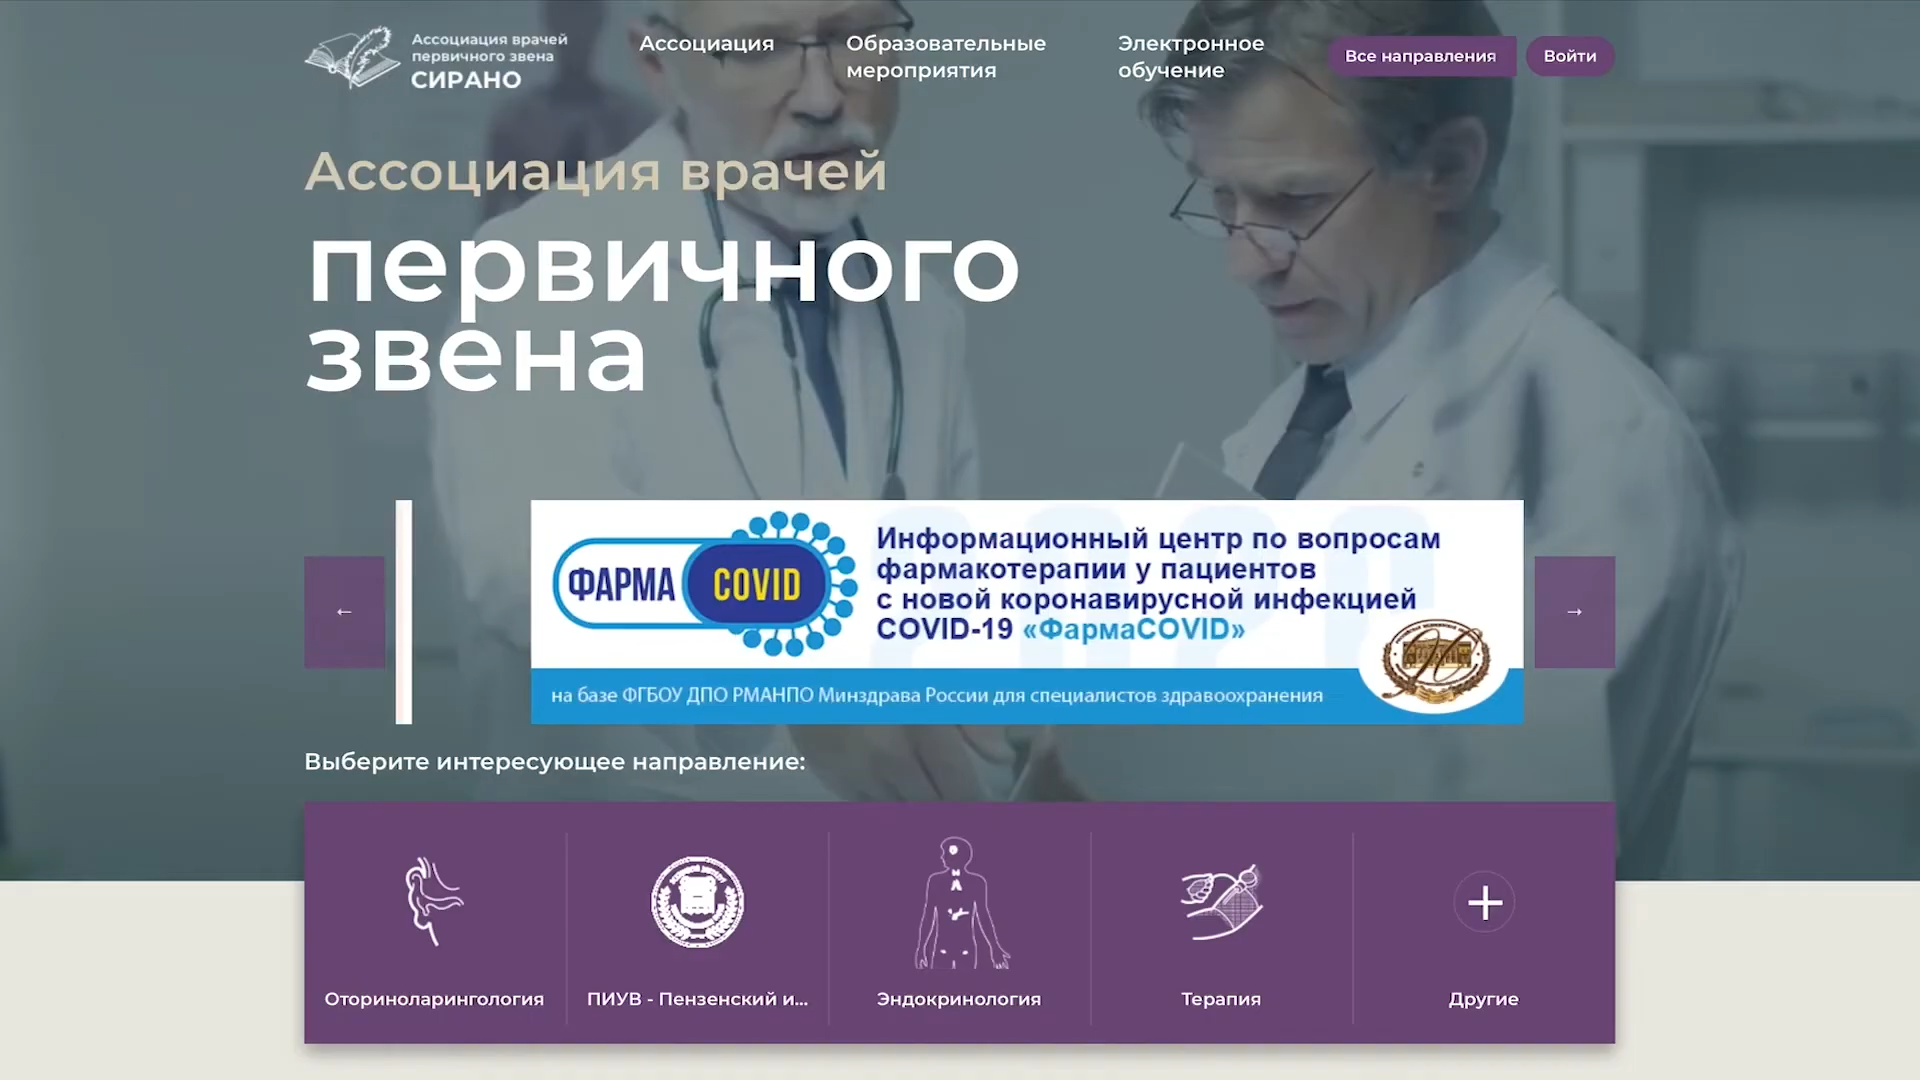 Ассоциация врачей
первичного звена
СИРАНО
Ассоциация
Образовательные
мероприятия
Электронное
обучение
Все направления
Войти
Ассоциация врачей
первичного
звена
←
ФАРМА COVID
Информационный центр по вопросам
фармакотерапии у пациентов
с новой коронавирусной инфекцией
COVID-19 «ФармаCOVID»
на базе ФГБОУ ДПО РМАНПО Минздрава России для специалистов здравоохранения
→
Выберите интересующее направление:
Оториноларингология
ПИУВ - Пензенский и...
Эндокринология
Терапия
Другие